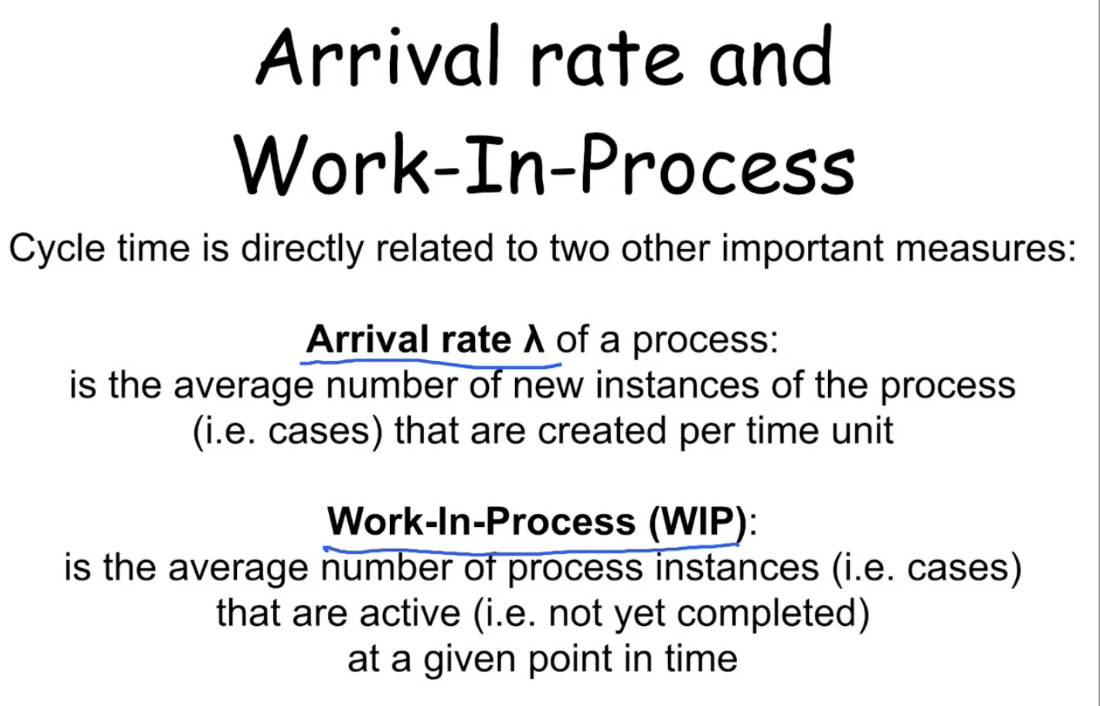 Arrival rate and
Work-In-Process
Cycle time is directly related to two other important measures:
Arrival rate λ of a process:
is the average number of new instances of the process
(i.e. cases) that are created per time unit
Work-In-Process (WIP):
is the average number of process instances (i.e. cases)
that are active (i.e. not yet completed)
at a given point in time